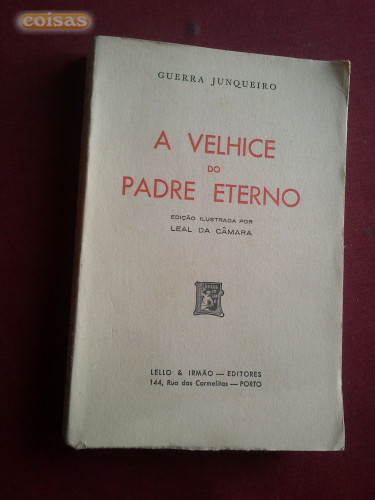 coisas
GUERRA JUNQUEIRO
A VELHICE
DO
PADRE ETERNO
EDIÇÃO ILUSTRADA POR
LEAL DA CÂMARA
LELLO & IRMÃO — EDITORES
144, Rua das Carmelitas — PORTO